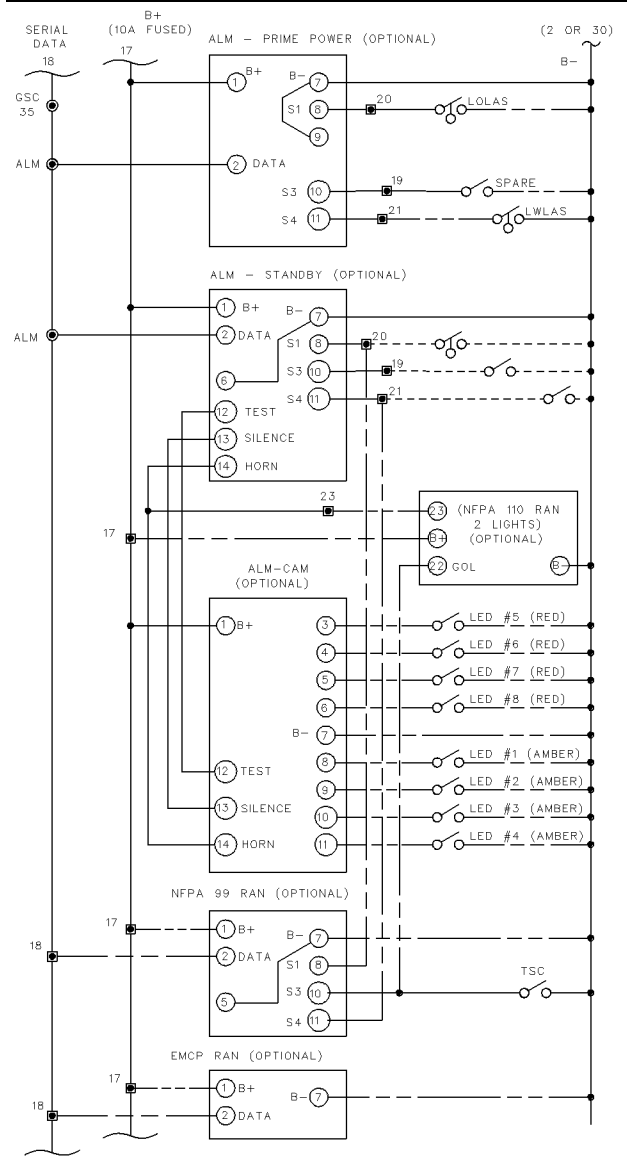 SERIAL
DATA
18
B+
(10A FUSED)
17
ALM – PRIME POWER (OPTIONAL)
(2 OR 30)
B–
GSC
35
1 B+
B– 7
S1 8
20
LOLAS
9
ALM
2 DATA
S3 10
19
SPARE
S4 11
21
LWLAS
ALM – STANDBY (OPTIONAL)
1 B+
B– 7
ALM
2 DATA
S1 8
20
6
S3 10
19
S4 11
21
12 TEST
13 SILENCE
14 HORN
23
17
23 (NFPA 110 RAN
2 LIGHTS)
B+ (OPTIONAL)
22 GOL
B–
ALM-CAM
(OPTIONAL)
1 B+
3
LED #5 (RED)
4
LED #6 (RED)
5
LED #7 (RED)
6
LED #8 (RED)
B– 7
8
LED #1 (AMBER)
12 TEST
9
LED #2 (AMBER)
13 SILENCE
10
LED #3 (AMBER)
14 HORN
11
LED #4 (AMBER)
NFPA 99 RAN (OPTIONAL)
17
1 B+
B– 7
18
2 DATA
S1 8
5
S3 10
TSC
S4 11
EMCP RAN (OPTIONAL)
17
1 B+
B– 7
18
2 DATA